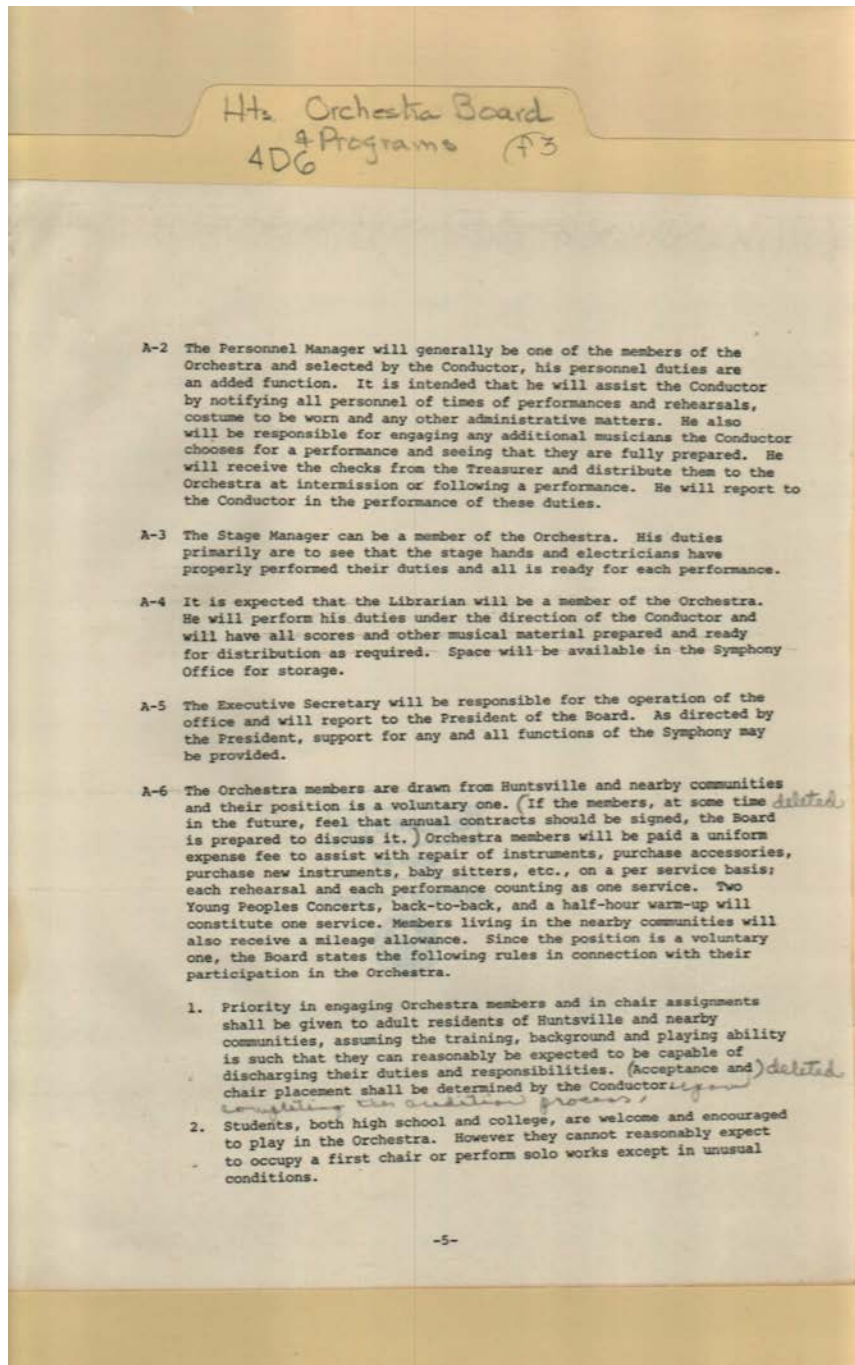 Hts Orchestra Board
& Programs
4D6 f3
A-2 The Personnel Manager will generally be one of the members of the
Orchestra and selected by the Conductor, his personnel duties are
an added function. It is intended that he will assist the Conductor
by notifying all personnel of times of performances and rehearsals,
costume to be worn and any other administrative matters. He also
will be responsible for engaging any additional musicians the Conductor
chooses for a performance and seeing that they are fully prepared. He
will receive the checks from the Treasurer and distribute them to the
Orchestra at intermission or following a performance. He will report to
the Conductor in the performance of these duties.
A-3 The Stage Manager can be a member of the Orchestra. His duties
primarily are to see that the stage hands and electricians have
properly performed their duties and all is ready for each performance.
A-4 It is expected that the Librarian will be a member of the Orchestra.
He will perform his duties under the direction of the Conductor and
will have all scores and other musical material prepared and ready
for distribution as required. Space will be available in the Symphony
Office for storage.
A-5 The Executive Secretary will be responsible for the operation of the
office and will report to the President of the Board. As directed by
the President, support for any and all functions of the Symphony may
be provided.
A-6 The Orchestra members are drawn from Huntsville and nearby communities
and their position is a voluntary one. (If the members, at some time deleted
in the future, feel that annual contracts should be signed, the Board
is prepared to discuss it.) Orchestra members will be paid a uniform
expense fee to assist with repair of instruments, purchase accessories,
purchase new instruments, baby sitters, etc., on a per service basis;
each rehearsal and each performance counting as one service. Two
Young Peoples Concerts, back-to-back, and a half-hour warm-up will
constitute one service. Members living in the nearby communities will
also receive a mileage allowance. Since the position is a voluntary
one, the Board states the following rules in connection with their
participation in the Orchestra.
1. Priority in engaging Orchestra members and in chair assignments
shall be given to adult residents of Huntsville and nearby
communities, assuming the training, background and playing ability
is such that they can reasonably be expected to be capable of
discharging their duties and responsibilities. (Acceptance and) deleted
chair placement shall be determined by the Conductor upon
completing the audition process.
2. Students, both high school and college, are welcome and encouraged
to play in the Orchestra. However they cannot reasonably expect
to occupy a first chair or perform solo works except in unusual
conditions.
-5-